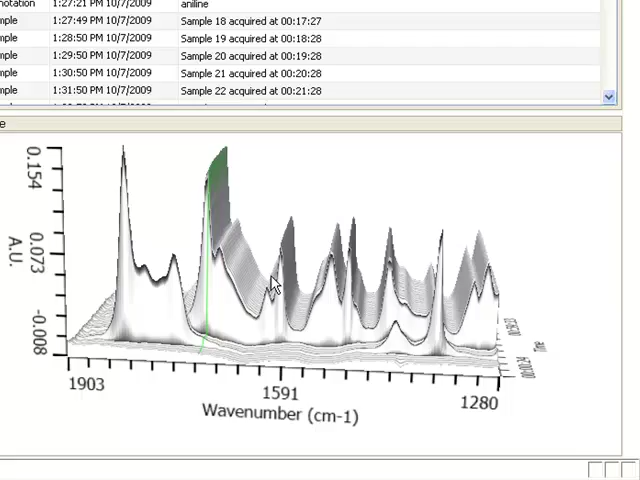 notation 1:27:21 PM 10/7/2009 aniline
mple 1:27:49 PM 10/7/2009 Sample 18 acquired at 00:17:27
mple 1:28:50 PM 10/7/2009 Sample 19 acquired at 00:18:28
mple 1:29:50 PM 10/7/2009 Sample 20 acquired at 00:19:28
mple 1:30:50 PM 10/7/2009 Sample 21 acquired at 00:20:28
mple 1:31:50 PM 10/7/2009 Sample 22 acquired at 00:21:28
e
0.154
0.073
A.U.
-0.008
1903
1591
1280
Wavenumber (cm-1)
Time